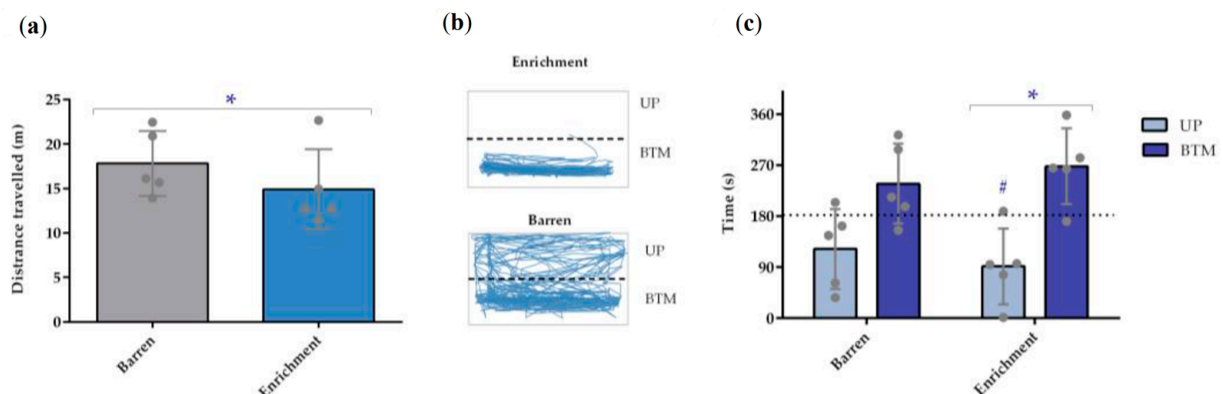 (a)
Distance travelled (m)
25
20
15
10
5
0
*
Barren
Enrichment
(b)
Enrichment
UP
BTM
Barren
UP
BTM
(c)
Time (s)
360
270
180
90
0
*
#
Barren
Enrichment
UP
BTM